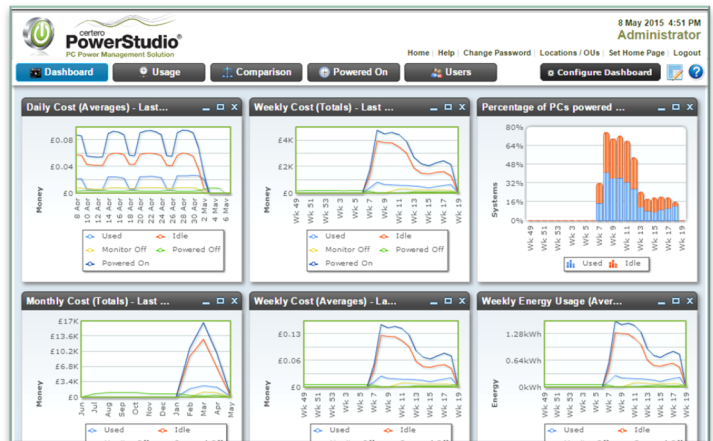 8 May 2015 4:51 PM
Administrator
certero
PowerStudio®
PC Power Management Solution
Home | Help | Change Password | Locations / OUs | Set Home Page | Logout
Dashboard
Usage
Comparison
Powered On
Users
Configure Dashboard
?
Daily Cost (Averages) - Last...
£0.08
£0.04
£0
Money
8 Apr
10 Apr
12 Apr
14 Apr
16 Apr
18 Apr
20 Apr
22 Apr
24 Apr
26 Apr
28 Apr
30 Apr
2 May
4 May
6 May
Used
Idle
Monitor Off
Powered Off
Powered On
Weekly Cost (Totals) - Last ...
£4K
£2K
£0
Money
Wk 49
Wk 51
Wk 53
Wk 3
Wk 5
Wk 7
Wk 9
Wk 11
Wk 13
Wk 15
Wk 17
Wk 19
Used
Idle
Monitor Off
Powered Off
Powered On
Percentage of PCs powered ...
80%
64%
48%
32%
16%
0%
Systems
Wk 49
Wk 51
Wk 53
Wk 3
Wk 5
Wk 7
Wk 9
Wk 11
Wk 13
Wk 15
Wk 17
Wk 19
Used
Idle
Monthly Cost (Totals) - Last ...
£17K
£13.6K
£10.2K
£6.8K
£3.4K
£0
Money
Jun
Jul
Aug
Sep
Oct
Nov
Dec
Jan
Feb
Mar
Apr
May
Used
Idle
Weekly Cost (Averages) - La...
£0.13
£0.06
£0
Money
Wk 49
Wk 51
Wk 53
Wk 3
Wk 5
Wk 7
Wk 9
Wk 11
Wk 13
Wk 15
Wk 17
Wk 19
Used
Idle
Weekly Energy Usage (Aver...
1.28kWh
0.64kWh
0kWh
Energy
Wk 49
Wk 51
Wk 53
Wk 3
Wk 5
Wk 7
Wk 9
Wk 11
Wk 13
Wk 15
Wk 17
Wk 19
Used
Idle